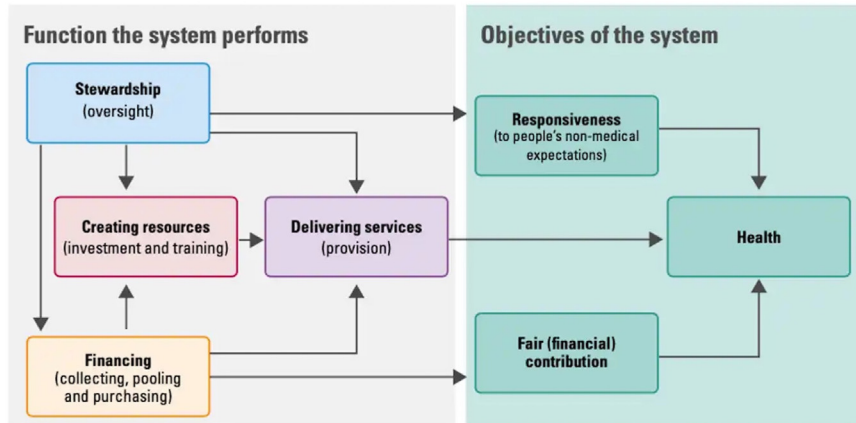 Function the system performs
Objectives of the system
Stewardship
(oversight)
Responsiveness
(to people's non-medical
expectations)
Creating resources
(investment and training)
Delivering services
(provision)
Health
Financing
(collecting, pooling
and purchasing)
Fair (financial)
contribution